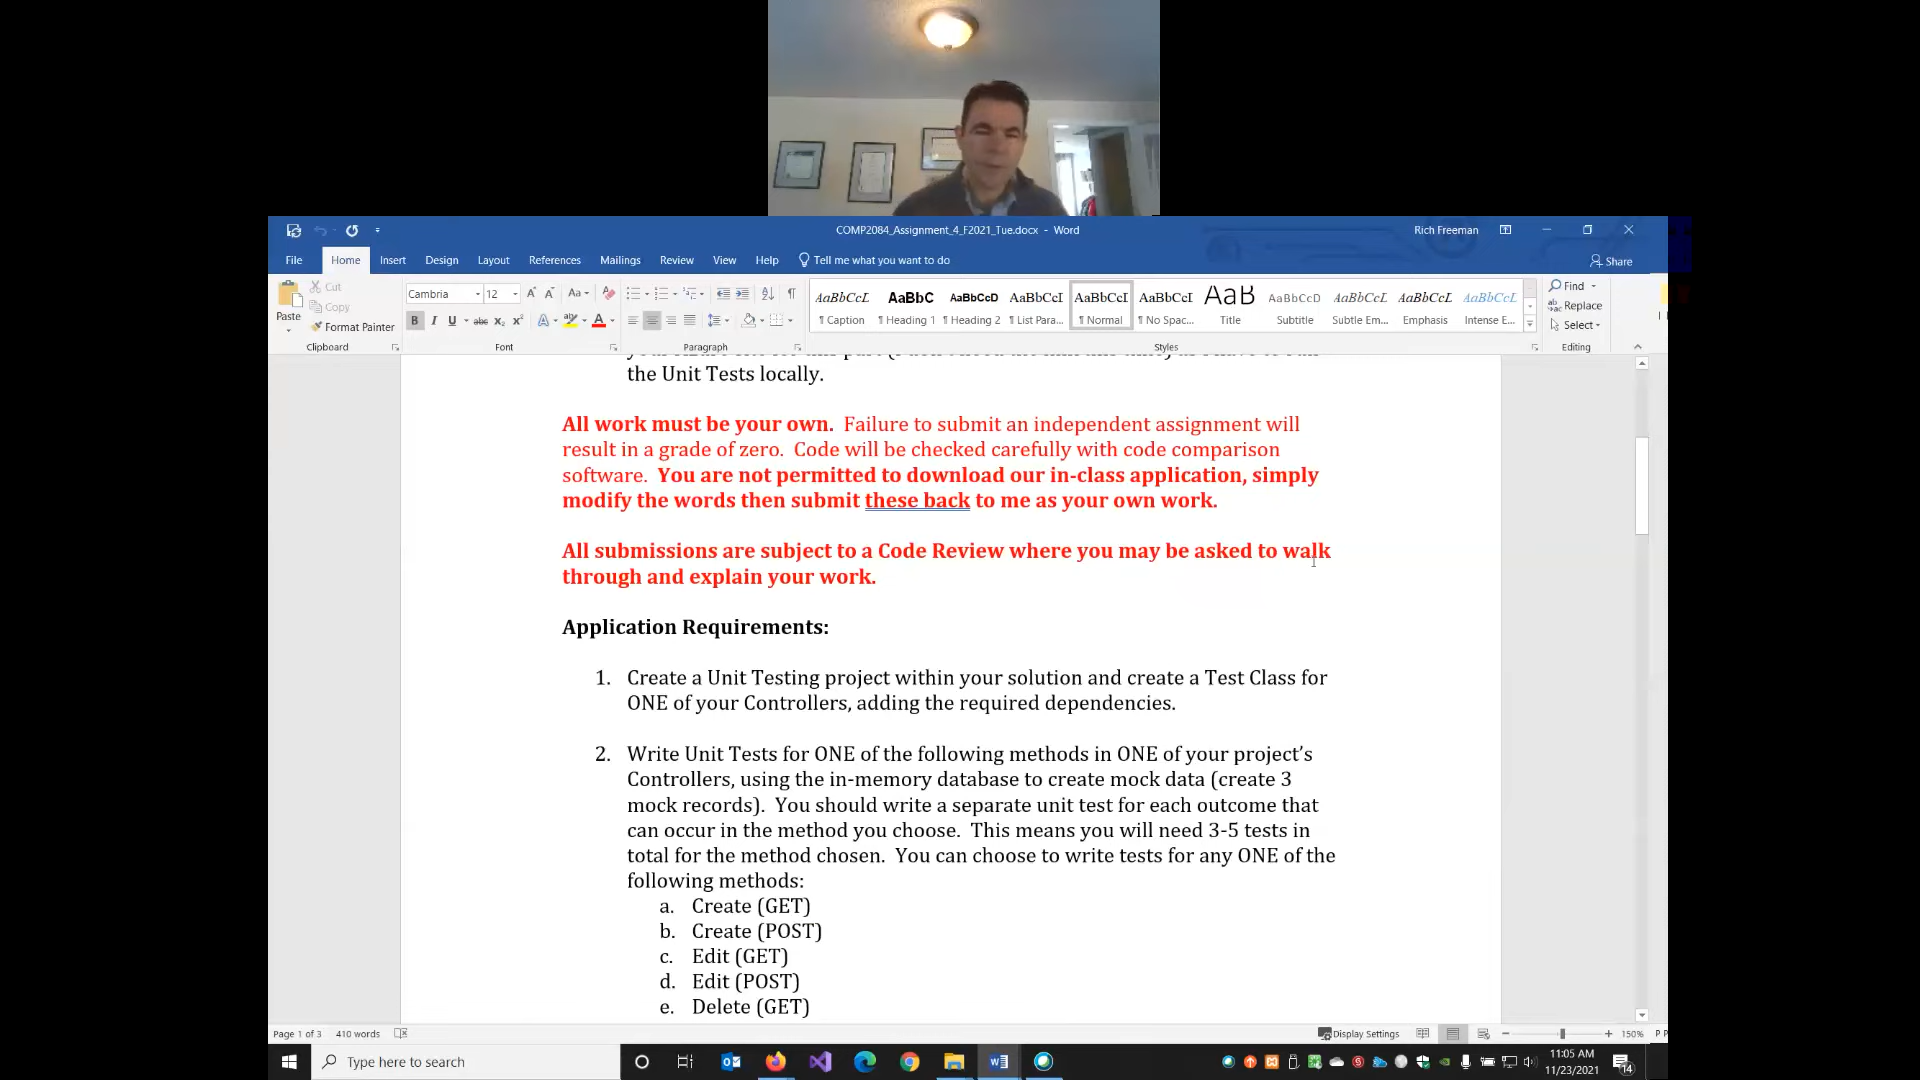 COMP2084_Assignment_4_F2021_Tue.docx - Word
Rich Freeman
File Home Insert Design Layout References Mailings Review View Help Tell me what you want to do
Share
Paste
Cut
Copy
Format Painter
Clipboard
Cambria 12
Font
Paragraph
AaBbCcL AaBbC AaBbCcD AaBbCcI AaBbCcI AaBbCcI AaB AaBbCcD AaBbCcL AaBbCcL AaBbCcL
¶ Caption ¶ Heading 1 ¶ Heading 2 ¶ List Para... ¶ Normal ¶ No Spac... Title Subtitle Subtle Em... Emphasis Intense E...
Styles
Find
Replace
Select
Editing
the Unit Tests locally.
All work must be your own. Failure to submit an independent assignment will
result in a grade of zero. Code will be checked carefully with code comparison
software. You are not permitted to download our in-class application, simply
modify the words then submit these back to me as your own work.
All submissions are subject to a Code Review where you may be asked to walk
through and explain your work.
Application Requirements:
1. Create a Unit Testing project within your solution and create a Test Class for
ONE of your Controllers, adding the required dependencies.
2. Write Unit Tests for ONE of the following methods in ONE of your project’s
Controllers, using the in-memory database to create mock data (create 3
mock records). You should write a separate unit test for each outcome that
can occur in the method you choose. This means you will need 3-5 tests in
total for the method chosen. You can choose to write tests for any ONE of the
following methods:
a. Create (GET)
b. Create (POST)
c. Edit (GET)
d. Edit (POST)
e. Delete (GET)
Page 1 of 3 410 words
Display Settings
150%
Type here to search
11:05 AM
11/23/2021
14